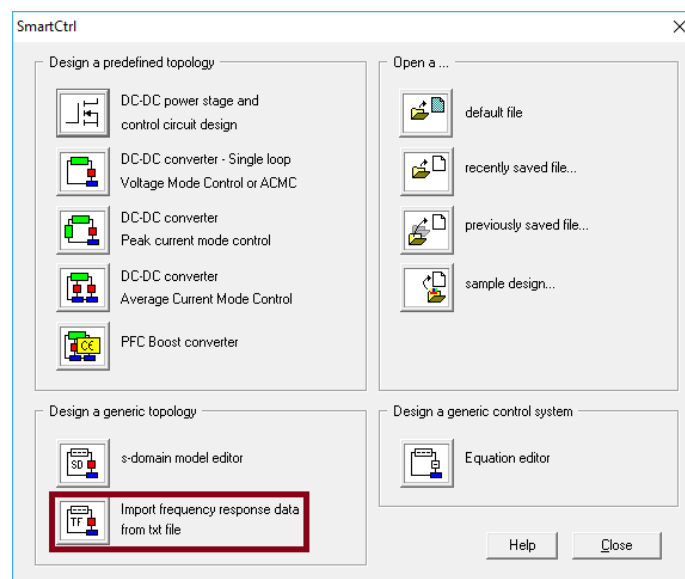 SmartCtrl
Design a predefined topology
DC-DC power stage and
control circuit design
DC-DC converter - Single loop
Voltage Mode Control or ACMC
DC-DC converter
Peak current mode control
DC-DC converter
Average Current Mode Control
CE
PFC Boost converter
Open a ...
default file
recently saved file...
previously saved file...
sample design...
Design a generic topology
SD
s-domain model editor
TF
Import frequency response data
from txt file
Design a generic control system
Equation editor
Help
Close